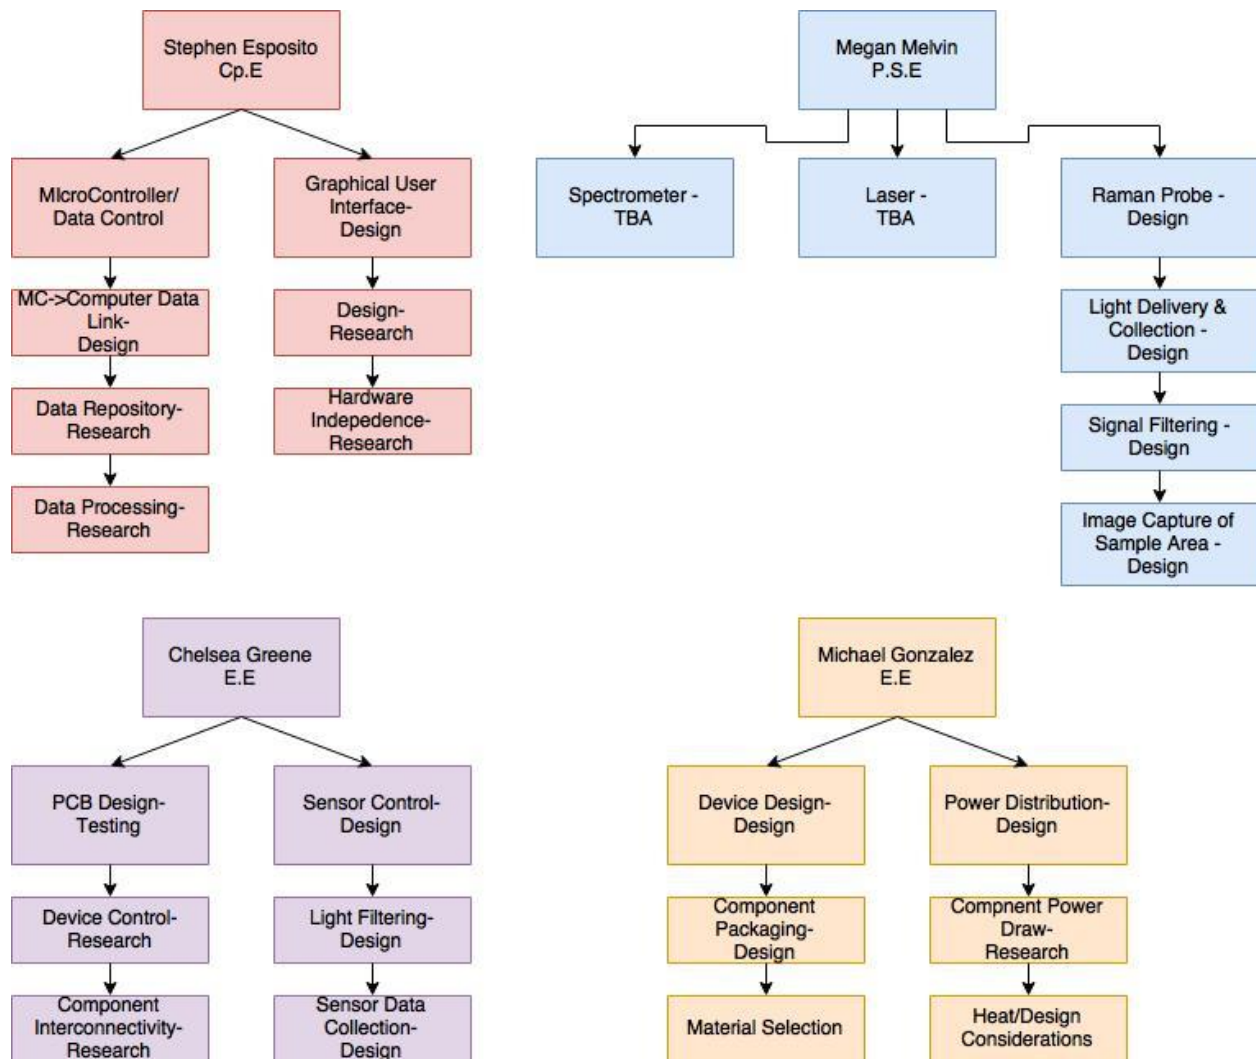 Stephen Esposito
Cp.E
MIcroController/
Data Control
MC->Computer Data
Link-
Design
Data Repository-
Research
Data Processing-
Research
Graphical User
Interface-
Design
Design-
Research
Hardware
Indepedence-
Research
Megan Melvin
P.S.E
Spectrometer -
TBA
Laser -
TBA
Raman Probe -
Design
Light Delivery &
Collection -
Design
Signal Filtering -
Design
Image Capture of
Sample Area -
Design
Chelsea Greene
E.E
PCB Design-
Testing
Device Control-
Research
Component
Interconnectivity-
Research
Sensor Control-
Design
Light Filtering-
Design
Sensor Data
Collection-
Design
Michael Gonzalez
E.E
Device Design-
Design
Component
Packaging-
Design
Material Selection
Power Distribution-
Design
Compnent Power
Draw-
Research
Heat/Design
Considerations